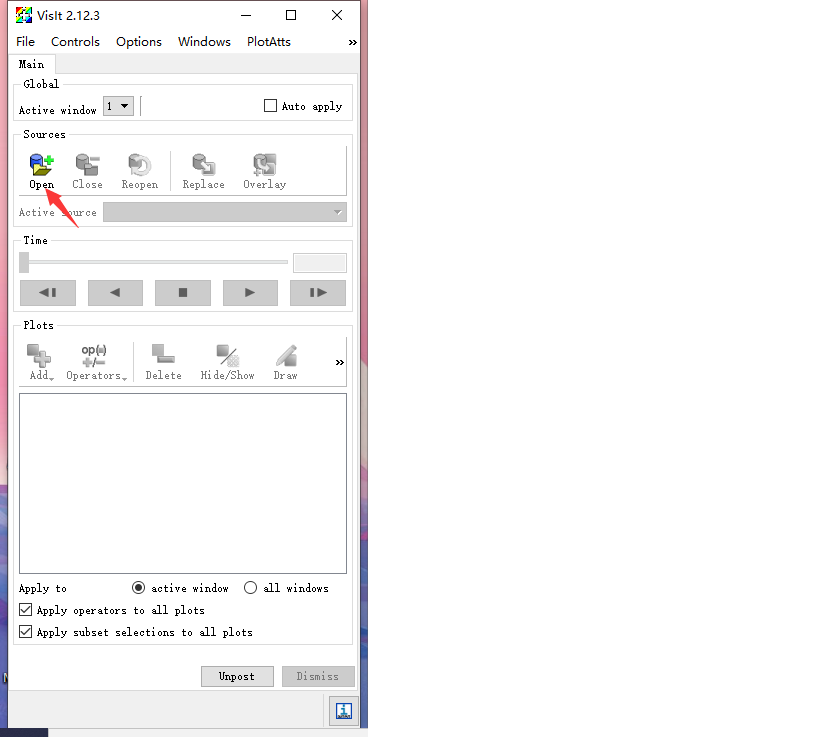 VisIt 2.12.3
File Controls Options Windows PlotAtts »
Main
Global
Active window 1 Auto apply
Sources
Open Close Reopen Replace Overlay
Active source
Time
Plots
op(u)
+/-
Add Operators Delete Hide/Show Draw »
Apply to active window all windows
Apply operators to all plots
Apply subset selections to all plots
Unpost Dismiss